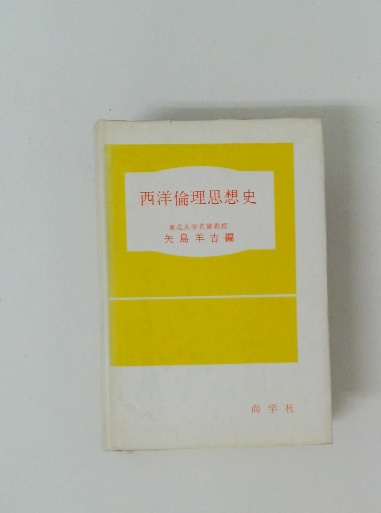 西洋倫理思想史
東北大学名誉教授
矢島羊吉編
尚学社